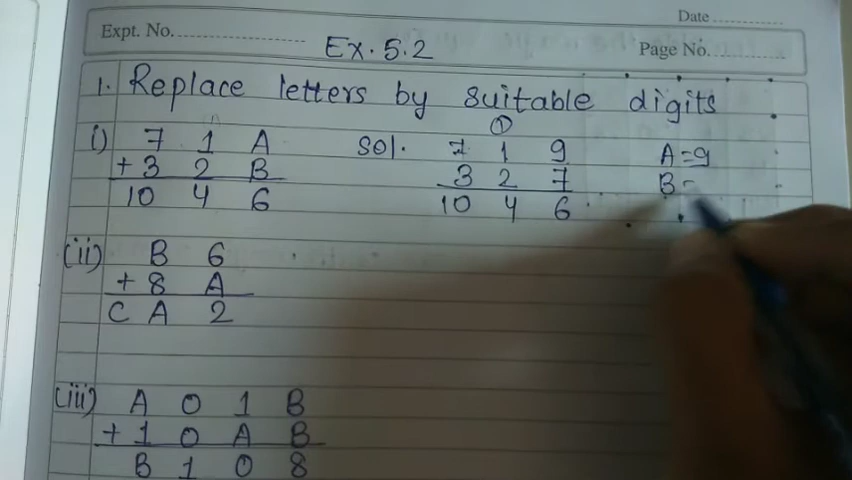 Date
Expt. No.
Ex. 5.2
Page No.
1. Replace letters by suitable digits
①
i) 7 1 A Sol. 7 1 9 A = 9
+ 3 2 B 3 2 7 B =
10 4 6 10 4 6
(ii) B 6
+ 8 A
C A 2
(iii) A 0 1 B
+ 1 0 A B
B 1 0 8